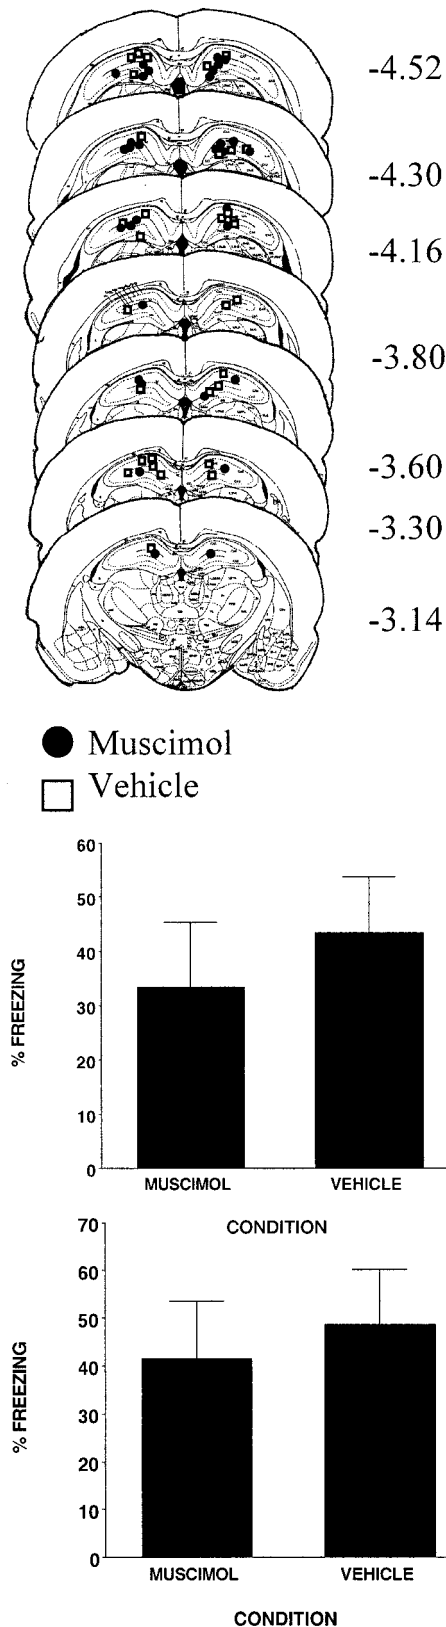 -4.52
-4.30
-4.16
-3.80
-3.60
-3.30
-3.14
Muscimol
Vehicle
60
50
40
30
20
10
0
% FREEZING
MUSCIMOL VEHICLE
CONDITION
70
60
50
40
30
20
10
0
% FREEZING
MUSCIMOL VEHICLE
CONDITION